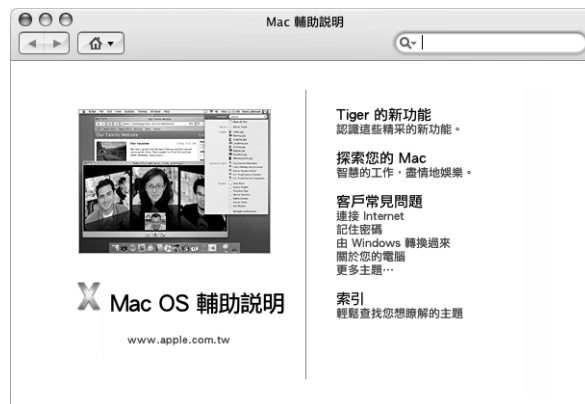 Mac 輔助說明
Tiger 的新功能
認識這些精采的新功能。
探索您的 Mac
智慧的工作，盡情地娛樂。
客戶常見問題
連接 Internet
記住密碼
由 Windows 轉換過來
關於您的電腦
更多主題…
索引
輕鬆查找您想瞭解的主題
Mac OS 輔助說明
www.apple.com.tw